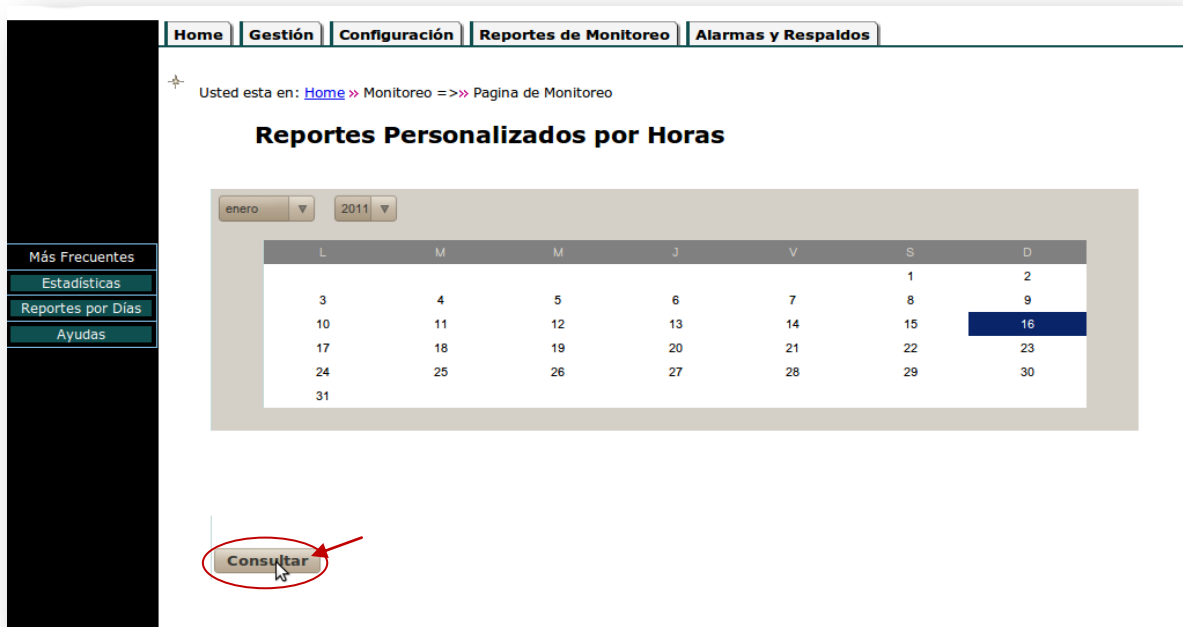 Home Gestión Configuración Reportes de Monitoreo Alarmas y Respaldos
Usted esta en: Home » Monitoreo =>» Pagina de Monitoreo
Reportes Personalizados por Horas
enero 2011
L M M J V S D
1 2
3 4 5 6 7 8 9
10 11 12 13 14 15 16
17 18 19 20 21 22 23
24 25 26 27 28 29 30
31
Más Frecuentes
Estadísticas
Reportes por Días
Ayudas
Consultar